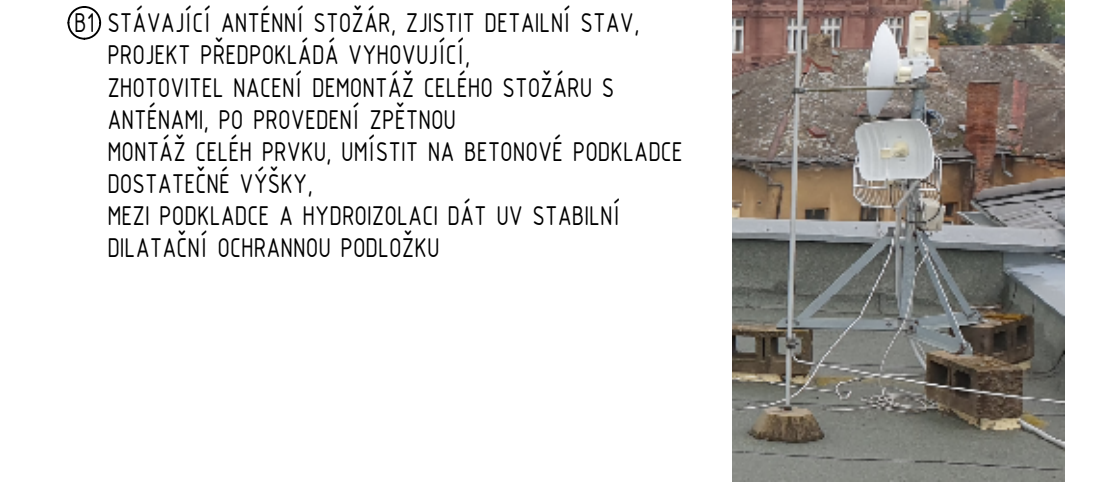 B1 STÁVAJÍCÍ ANTÉNNÍ STOŽÁR, ZJISTIT DETAILNÍ STAV,
PROJEKT PŘEDPOKLÁDÁ VYHOVUJÍCÍ,
ZHOTOVITEL NACENÍ DEMONTÁŽ CELÉHO STOŽÁRU S
ANTÉNAMI, PO PROVEDENÍ ZPĚTNOU
MONTÁŽ CELÉH PRVKU, UMÍSTIT NA BETONOVÉ PODKLADCE
DOSTATEČNÉ VÝŠKY,
MEZI PODKLADCE A HYDROIZOLACI DÁT UV STABILNÍ
DILATAČNÍ OCHRANNOU PODLOŽKU